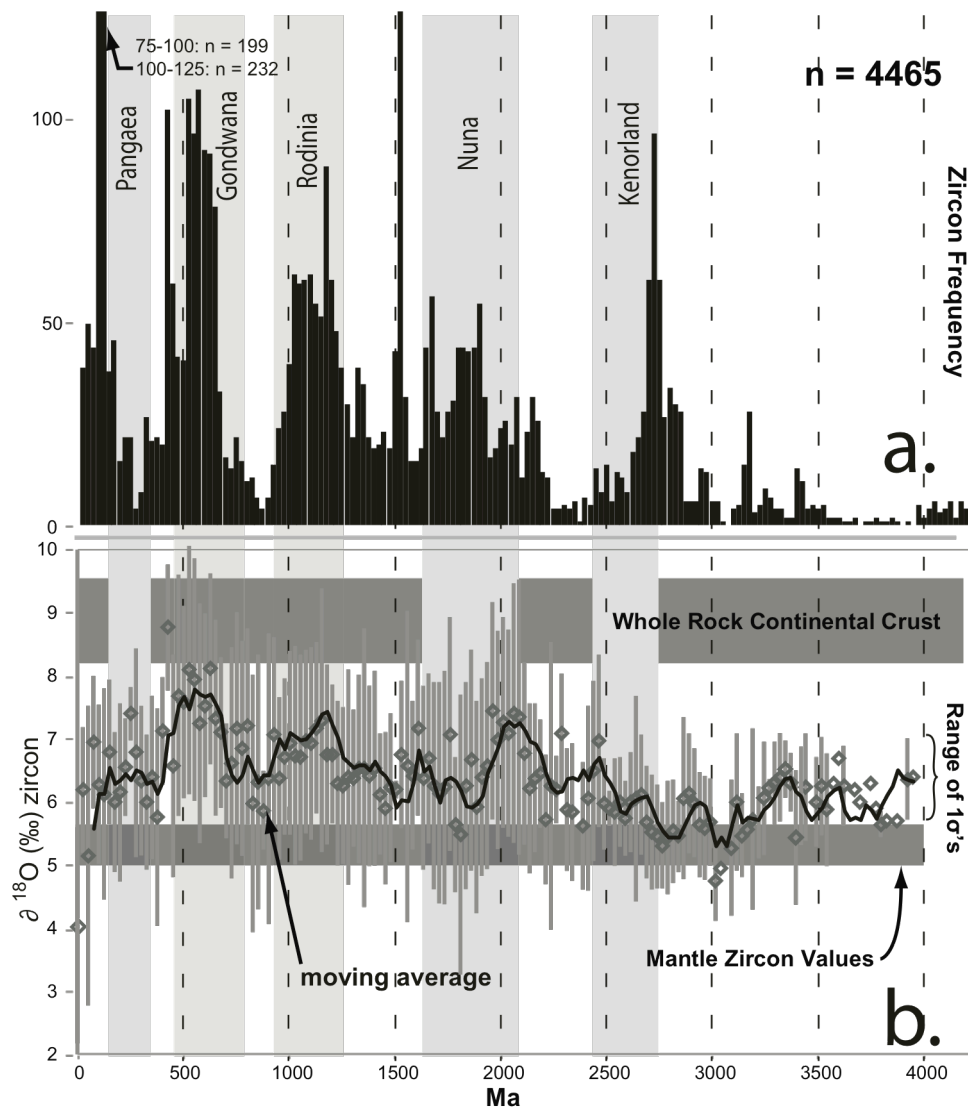 75-100: n = 199
100-125: n = 232
n = 4465
100
50
0
Pangaea
Gondwana
Rodinia
Nuna
Kenorland
Zircon Frequency
a.
10
9
8
7
6
5
4
3
2
∂ ¹⁸O (‰) zircon
Whole Rock Continental Crust
Range of 1σ's
Mantle Zircon Values
moving average
b.
0 500 1000 1500 2000 2500 3000 3500 4000
Ma